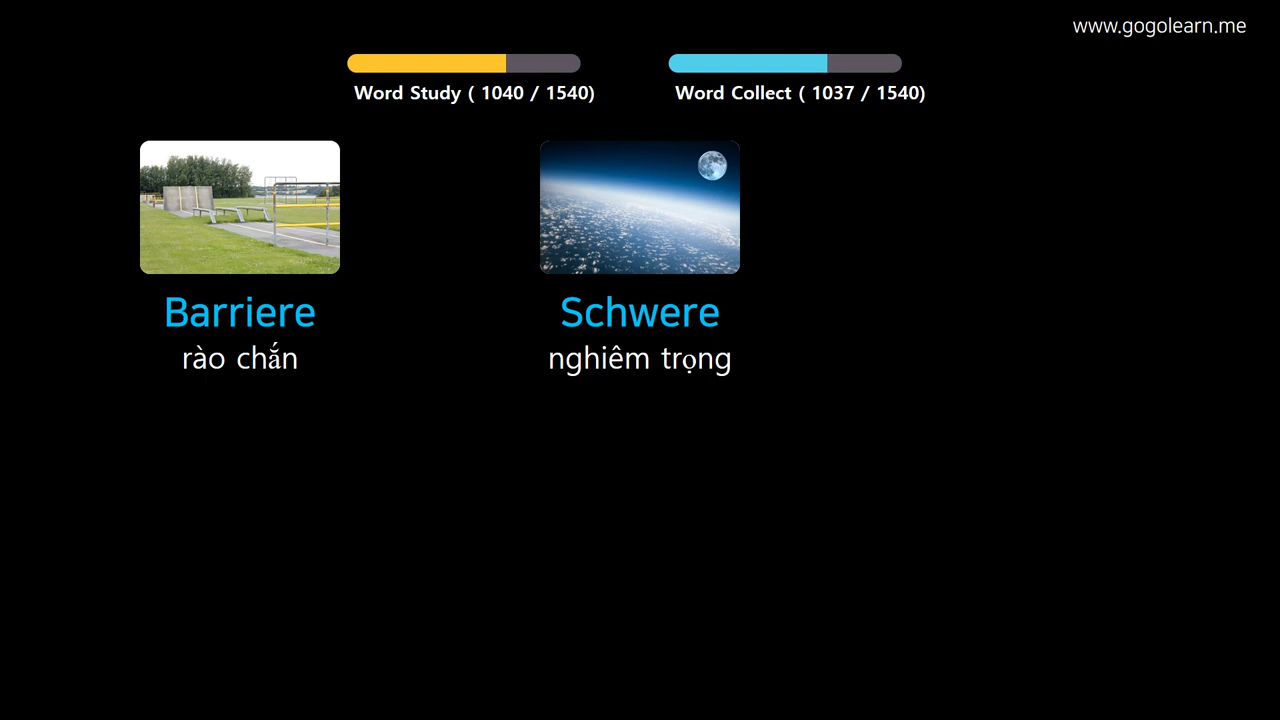 www.gogolearn.me
Word Study ( 1040 / 1540)
Word Collect ( 1037 / 1540)
Barriere
rào chắn
Schwere
nghiêm trọng